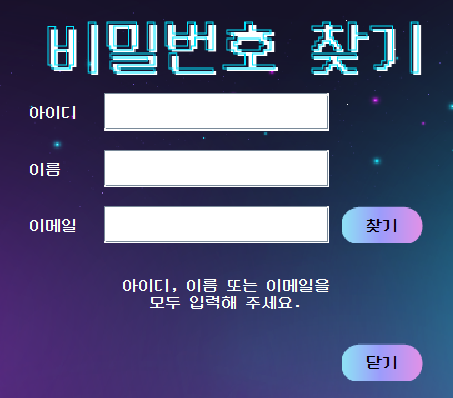 비밀번호 찾기
아이디
이름
이메일
찾기
아이디, 이름 또는 이메일을
모두 입력해 주세요.
닫기